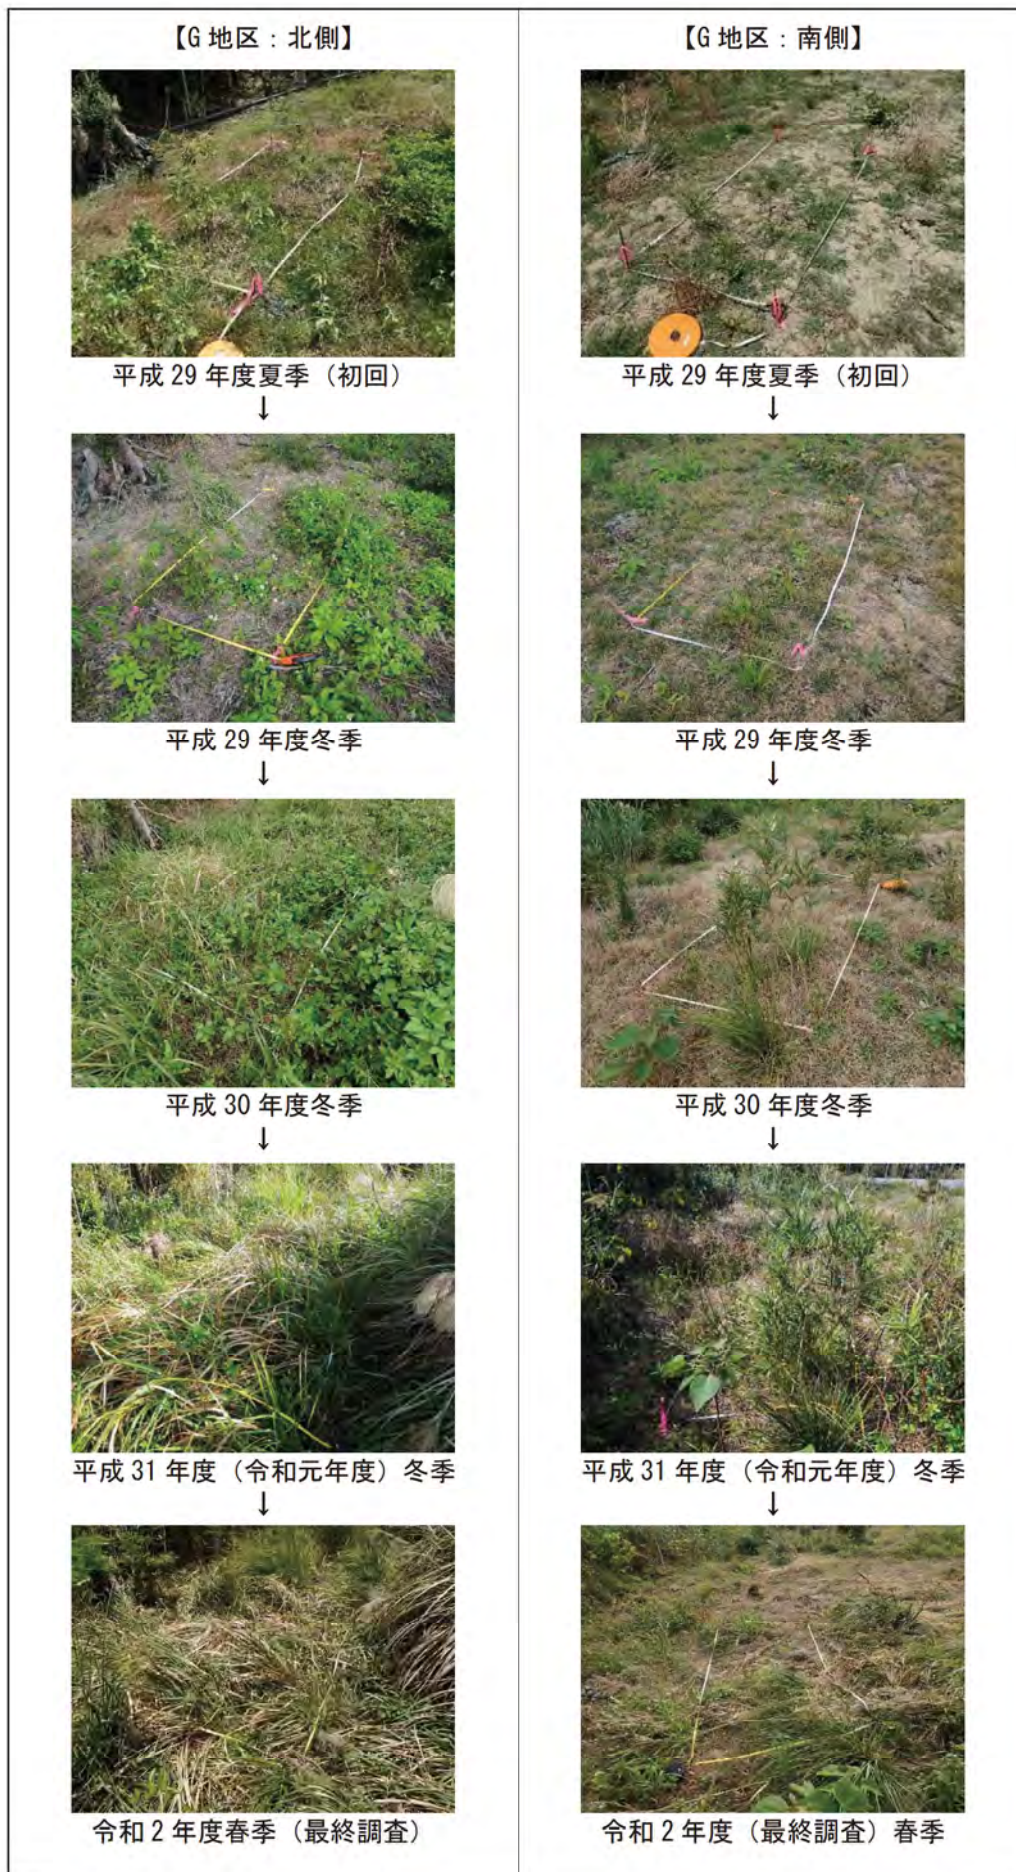 【G 地区：北側】
平成 29 年度夏季（初回）
↓
平成 29 年度冬季
↓
平成 30 年度冬季
↓
平成 31 年度（令和元年度）冬季
↓
令和 2 年度春季（最終調査）
【G 地区：南側】
平成 29 年度夏季（初回）
↓
平成 29 年度冬季
↓
平成 30 年度冬季
↓
平成 31 年度（令和元年度）冬季
↓
令和 2 年度（最終調査）春季